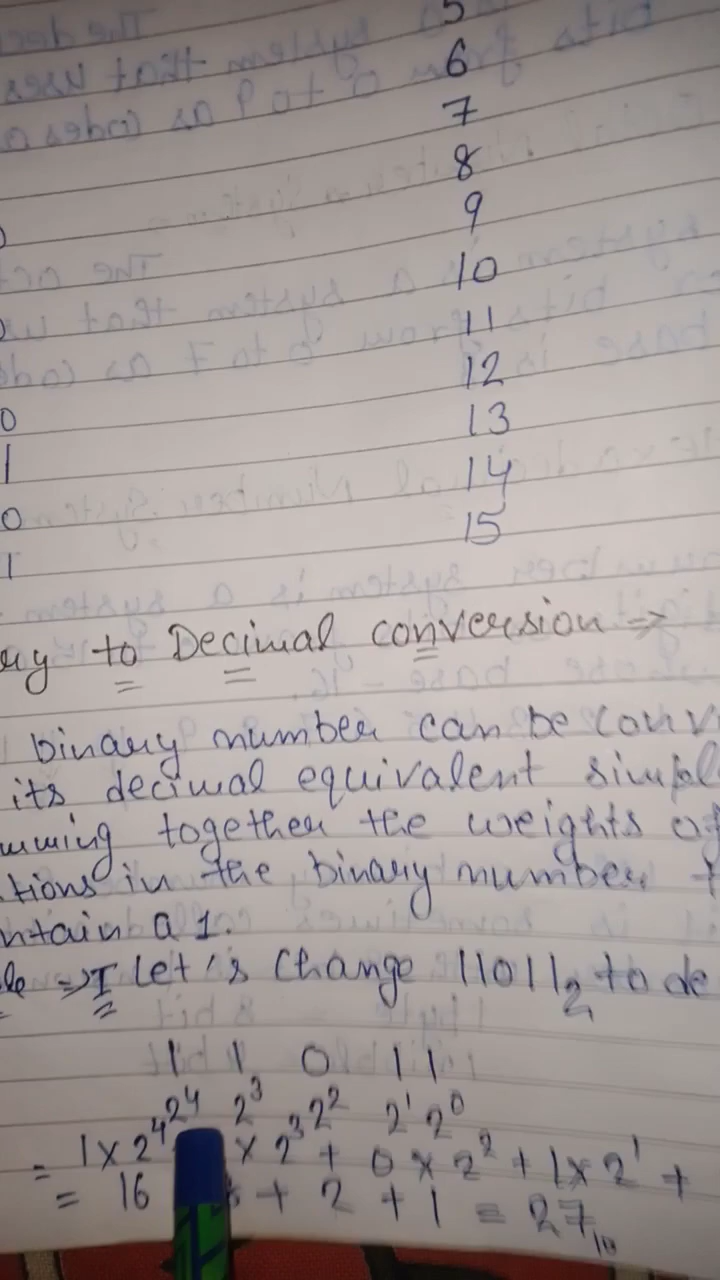 5
6
7
8
9
10
11
0 12
1 13
0 14
1 15
to Decimal conversion ⇒
binary number can be conv
its decimal equivalent simpl
mming together the weights of
tions in the binary number
ntain a 1.
le ⇒ I Let's change 11011₂ to de
1 1 0 1 1
2⁴ 2³ 2² 2¹ 2⁰
= 1 x 2⁴ x 2³ + 0 x 2² + 1 x 2¹ +
= 16 + 2 + 1 = 27₁₀